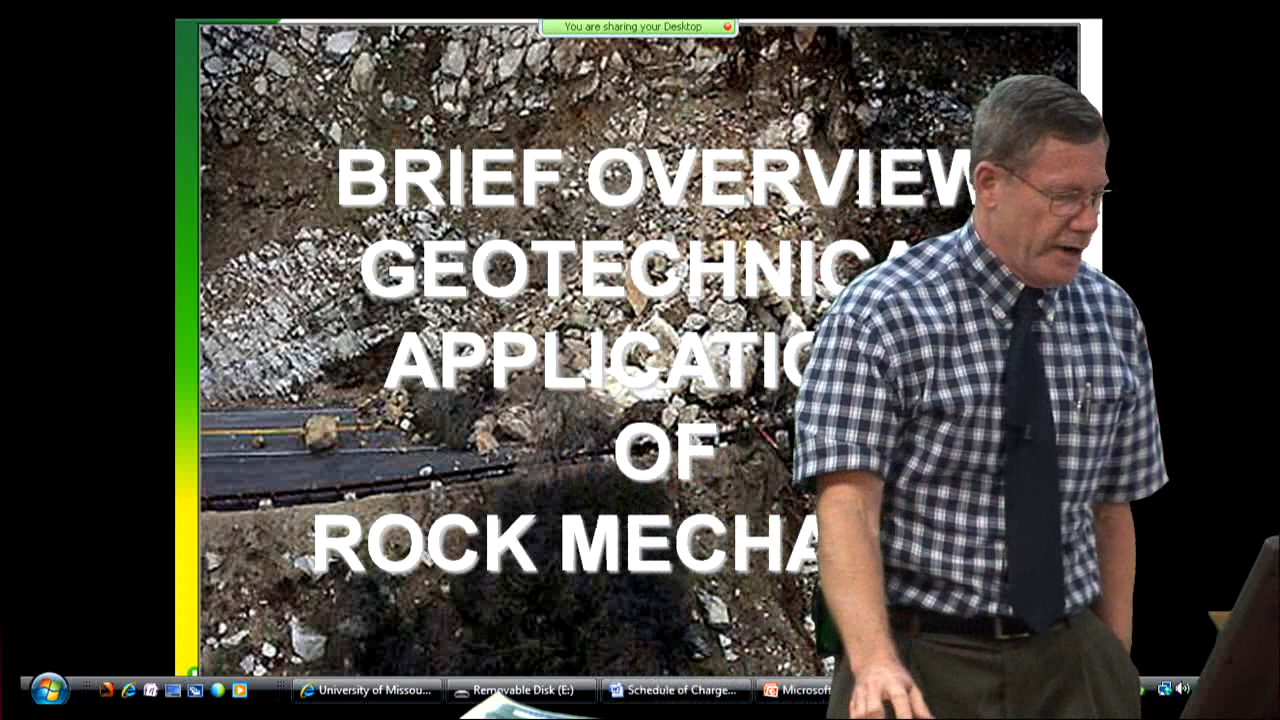 You are sharing your Desktop
BRIEF OVERVIEW
GEOTECHNICA
APPLICATIO
OF
ROCK MECHA
University of Missou...
Removable Disk (E:)
Schedule of Charge...
Microsof